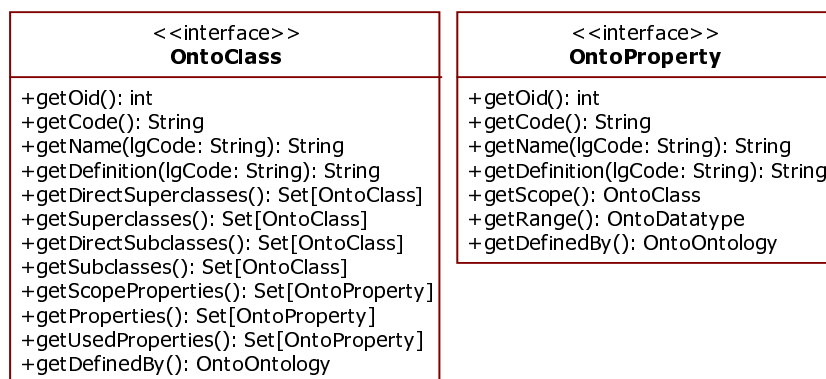 <<interface>>
OntoClass
+getOid(): int
+getCode(): String
+getName(lgCode: String): String
+getDefinition(lgCode: String): String
+getDirectSuperclasses(): Set[OntoClass]
+getSuperclasses(): Set[OntoClass]
+getDirectSubclasses(): Set[OntoClass]
+getSubclasses(): Set[OntoClass]
+getScopeProperties(): Set[OntoProperty]
+getProperties(): Set[OntoProperty]
+getUsedProperties(): Set[OntoProperty]
+getDefinedBy(): OntoOntology
<<interface>>
OntoProperty
+getOid(): int
+getCode(): String
+getName(lgCode: String): String
+getDefinition(lgCode: String): String
+getScope(): OntoClass
+getRange(): OntoDatatype
+getDefinedBy(): OntoOntology